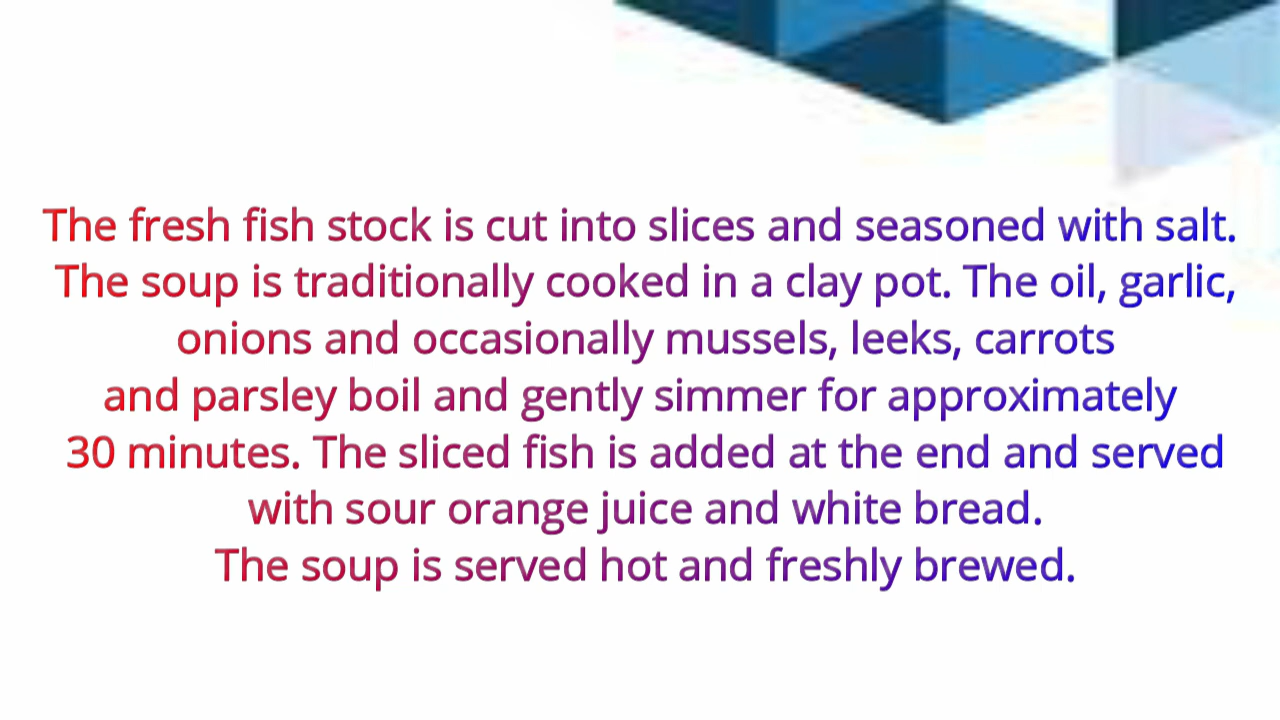 The fresh fish stock is cut into slices and seasoned with salt.
The soup is traditionally cooked in a clay pot. The oil, garlic,
onions and occasionally mussels, leeks, carrots
and parsley boil and gently simmer for approximately
30 minutes. The sliced fish is added at the end and served
with sour orange juice and white bread.
The soup is served hot and freshly brewed.